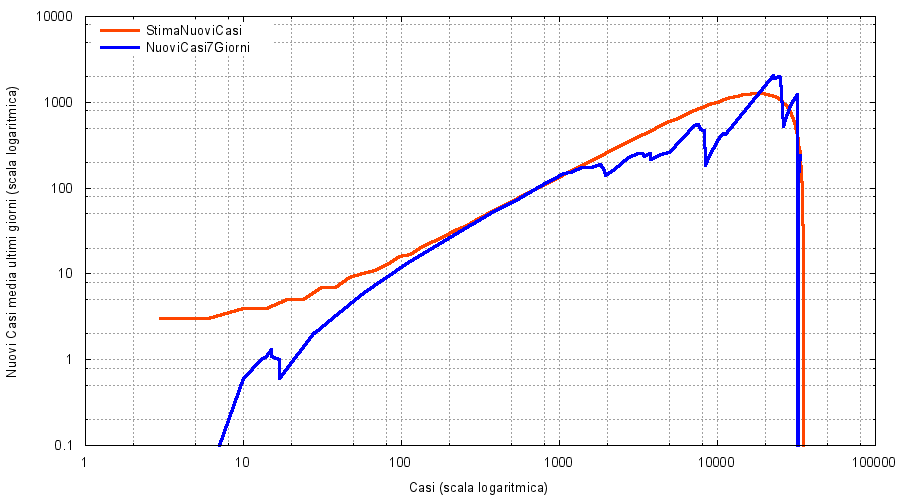 10000
1000
100
10
1
0.1
StimaNuoviCasi
NuoviCasi7Giorni
Nuovi Casi media ultimi giorni (scala logaritmica)
1 10 100 1000 10000 100000
Casi (scala logaritmica)